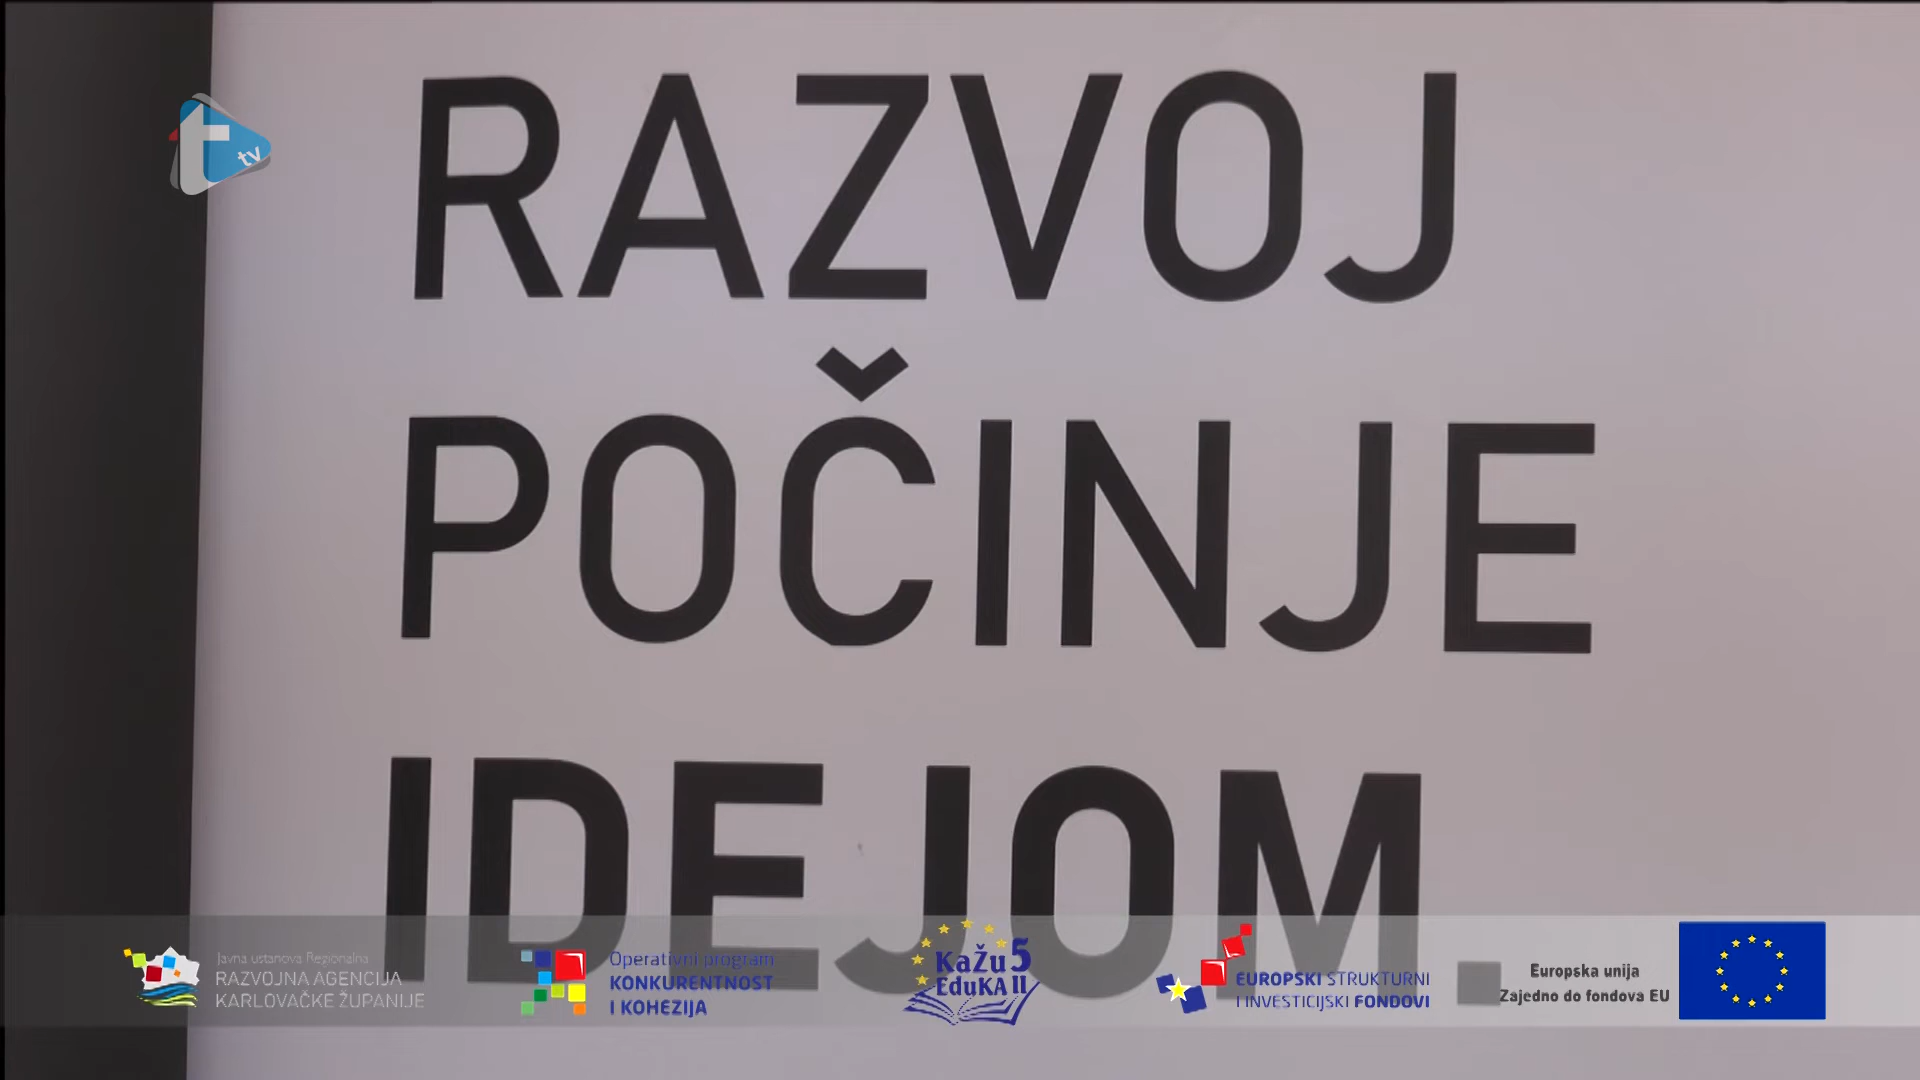 t tv
RAZVOJ
POČINJE
IDEJOM.
Javna ustanova Regionalna
RAZVOJNA AGENCIJA
KARLOVAČKE ŽUPANIJE
Operativni program
KONKURENTNOST
I KOHEZIJA
KaŽu 5
EduKA II
EUROPSKI STRUKTURNI
I INVESTICIJSKI FONDOVI
Europska unija
Zajedno do fondova EU